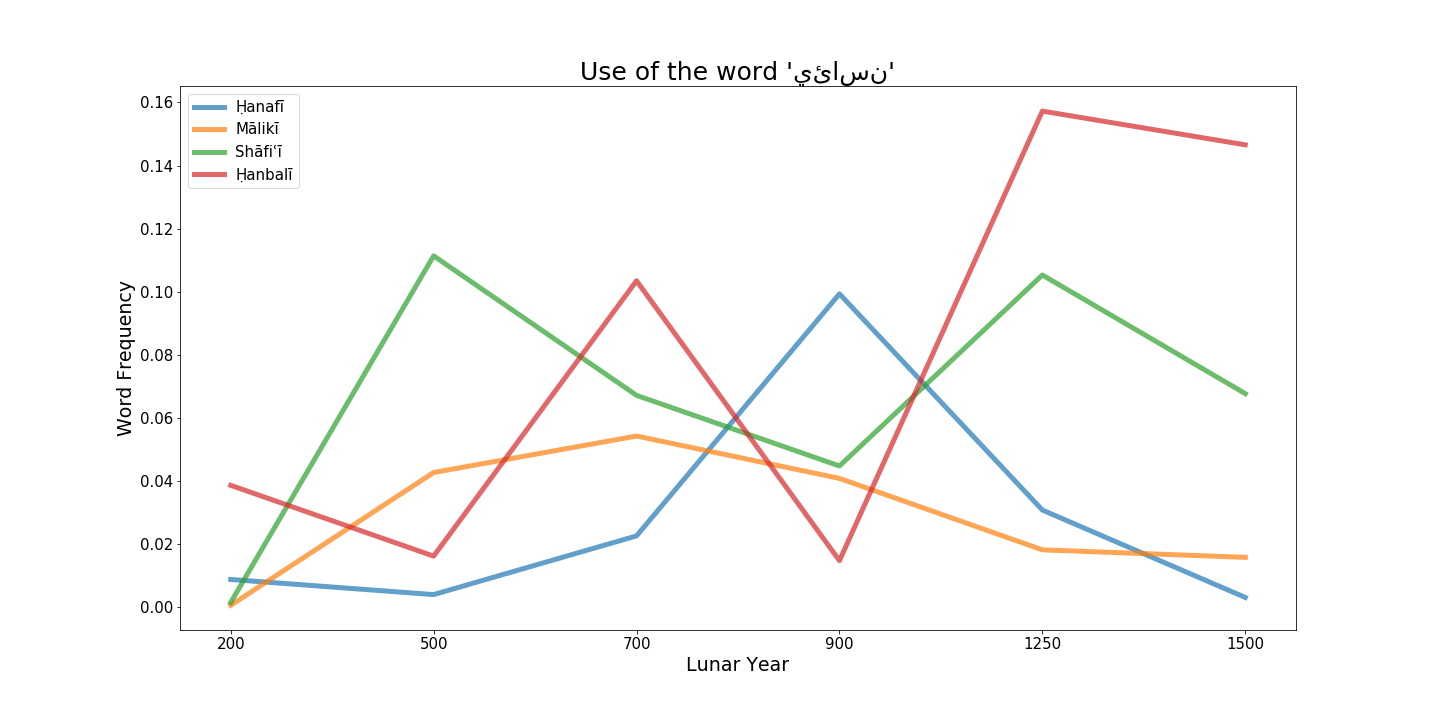 Use of the word 'نسائي'
Ḥanafī
Mālikī
Shāfiʿī
Ḥanbalī
0.16
0.14
0.12
0.10
0.08
0.06
0.04
0.02
0.00
Word Frequency
200 500 700 900 1250 1500
Lunar Year